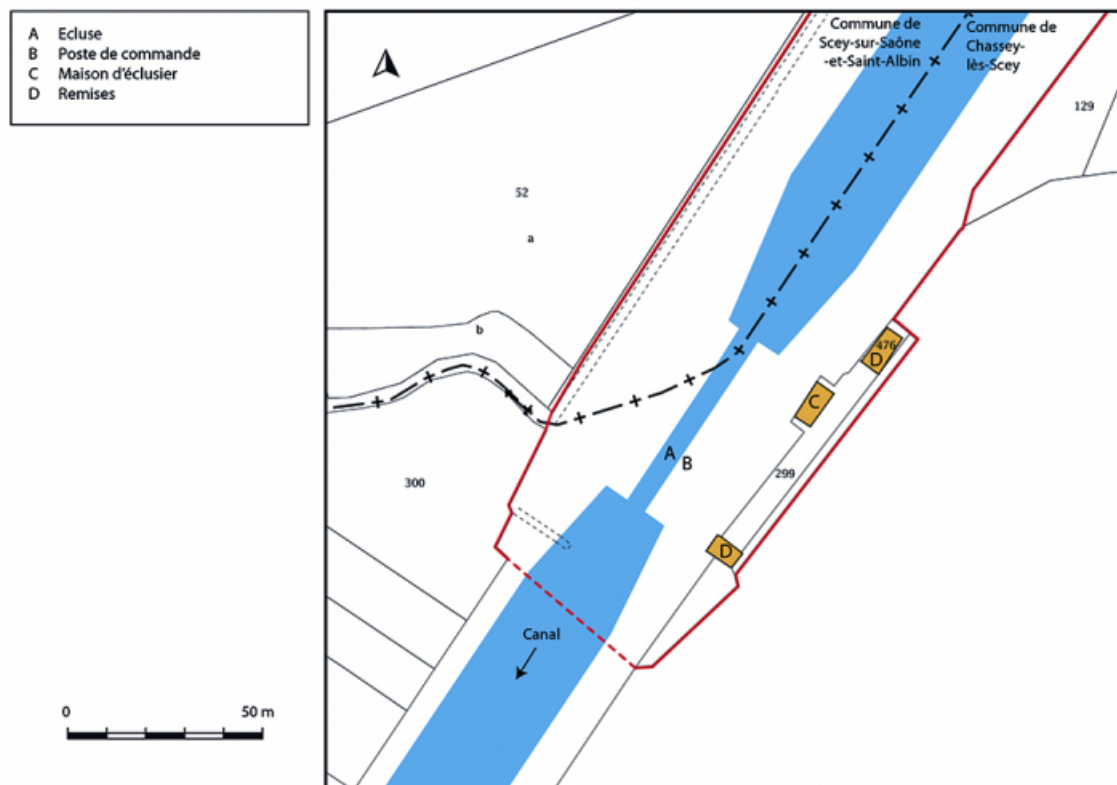 A Ecluse
B Poste de commande
C Maison d'éclusier
D Remises
Commune de
Scey-sur-Saône
-et-Saint-Albin
Commune de
Chassey-
lès-Scey
129
52
a
b
476
D
C
A
B
299
300
D
Canal
0 50 m